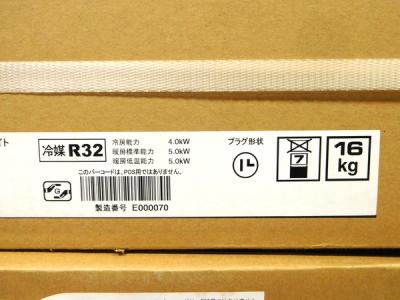 イト
冷媒 R32
冷房能力 4.0kW
暖房標準能力 5.0kW
暖房低温能力 5.0kW
プラグ形状
7
16
kg
このバーコードは、POS用ではありません。
G
製造番号 E000070